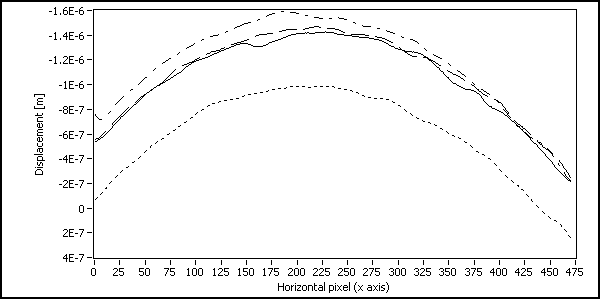 -1.6E-6
-1.4E-6
-1.2E-6
-1E-6
-8E-7
-6E-7
-4E-7
-2E-7
0
2E-7
4E-7
Displacement [m]
0 25 50 75 100 125 150 175 200 225 250 275 300 325 350 375 400 425 450 475
Horizontal pixel (x axis)